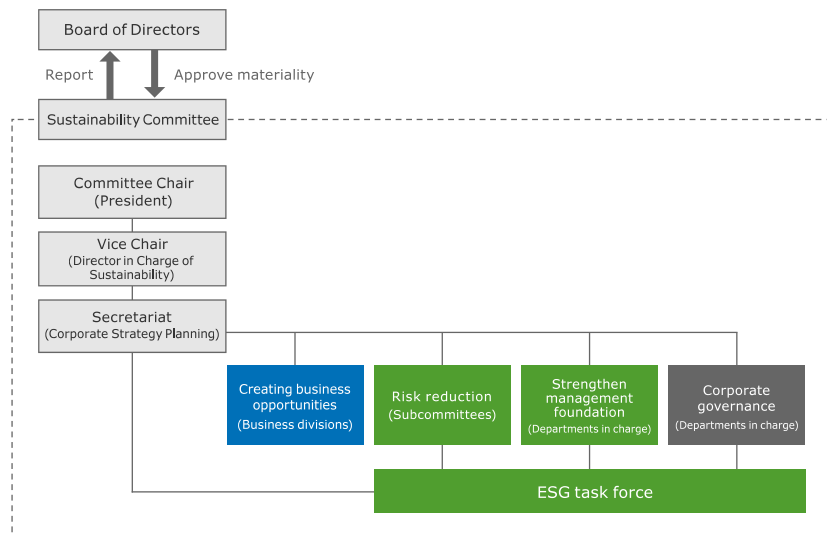 Board of Directors
Report
Approve materiality
Sustainability Committee
Committee Chair
(President)
Vice Chair
(Director in Charge of
Sustainability)
Secretariat
(Corporate Strategy Planning)
Creating business
opportunities
(Business divisions)
Risk reduction
(Subcommittees)
Strengthen
management
foundation
(Departments in charge)
Corporate
governance
(Departments in charge)
ESG task force